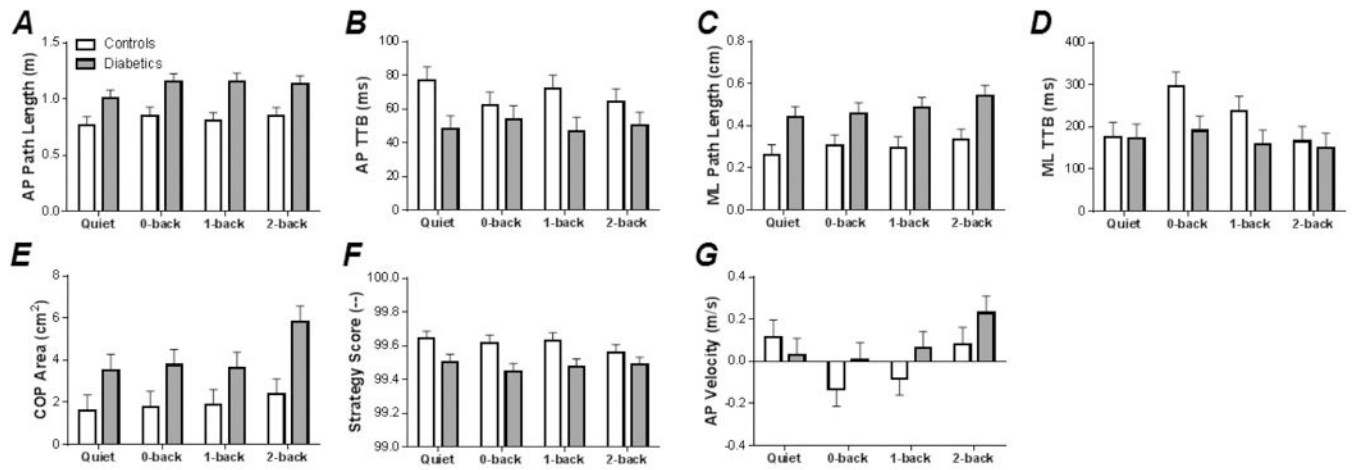 A
AP Path Length (m)
1.5
1.0
0.5
0.0
Controls
Diabetics
Quiet 0-back 1-back 2-back
B
AP TTB (ms)
100
80
60
40
20
0
Quiet 0-back 1-back 2-back
C
ML Path Length (cm)
0.8
0.6
0.4
0.2
0.0
Quiet 0-back 1-back 2-back
D
ML TTB (ms)
400
300
200
100
0
Quiet 0-back 1-back 2-back
E
COP Area (cm²)
8
6
4
2
0
Quiet 0-back 1-back 2-back
F
Strategy Score (--)
100.0
99.8
99.6
99.4
99.2
99.0
Quiet 0-back 1-back 2-back
G
AP Velocity (m/s)
0.4
0.2
0.0
-0.2
-0.4
Quiet 0-back 1-back 2-back